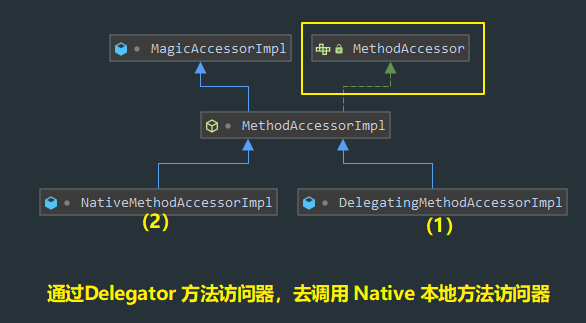 MagicAccessorImpl
MethodAccessor
MethodAccessorImpl
NativeMethodAccessorImpl
DelegatingMethodAccessorImpl
(2)
(1)
通过Delegator 方法访问器，去调用 Native 本地方法访问器